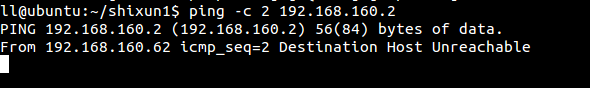 ll@ubuntu:~/shixun1$ ping -c 2 192.168.160.2
PING 192.168.160.2 (192.168.160.2) 56(84) bytes of data.
From 192.168.160.62 icmp_seq=2 Destination Host Unreachable